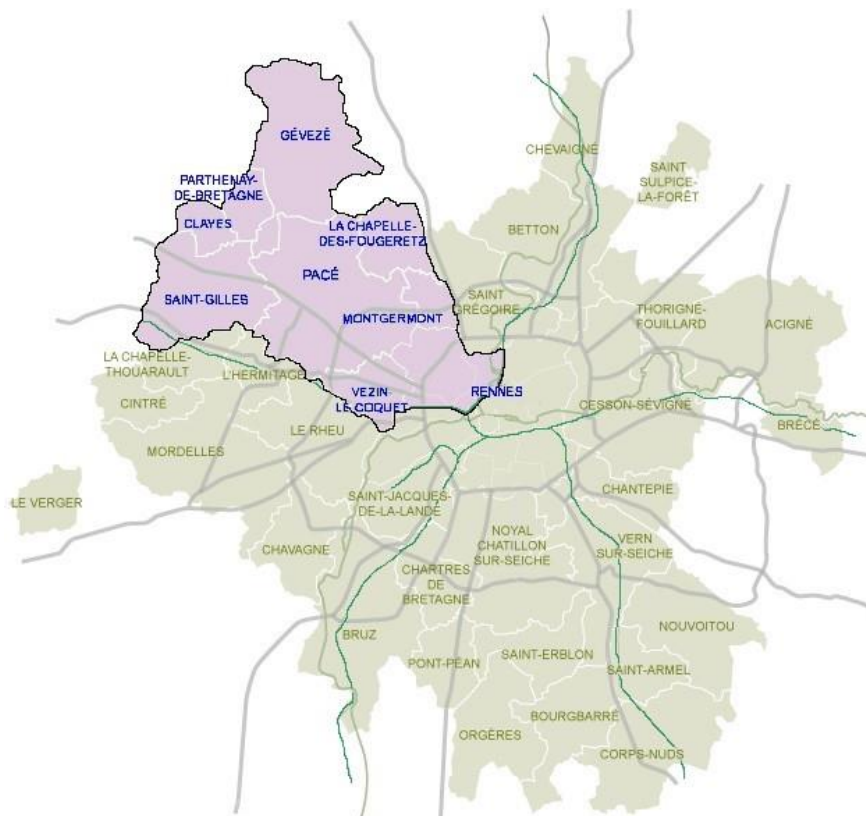 GÉVEZÉ
CHEVAIGNÉ
SAINT
SULPICE
LA-FORÊT
PARTHENAY-
DE-BRETAGNE
CLAYES
LA CHAPELLE-
DES-FOUGERETZ
BETTON
PACÉ
SAINT-GILLES
SAINT
GRÉGOIRE
MONTGERMONT
THORIGNÉ-
FOUILLARD
ACIGNÉ
LA CHAPELLE-
THOUARAULT
L'HERMITAGE
VEZIN
LE COQUET
RENNES
CINTRÉ
LE RHEU
CESSON-SÉVIGNÉ
BRÉCÉ
MORDELLES
LE VERGER
SAINT-JACQUES-
DE-LA-LANDE
CHANTEPIE
CHAVAGNE
NOYAL
CHATILLON
SUR-SEICHE
VERN
SUR-SEICHE
CHARTRES
DE
BRETAGNE
BRUZ
NOUVOITOU
PONT-PÉAN
SAINT-ERBLON
SAINT-ARMEL
BOURGBARRÉ
ORGÈRES
CORPS-NUDS